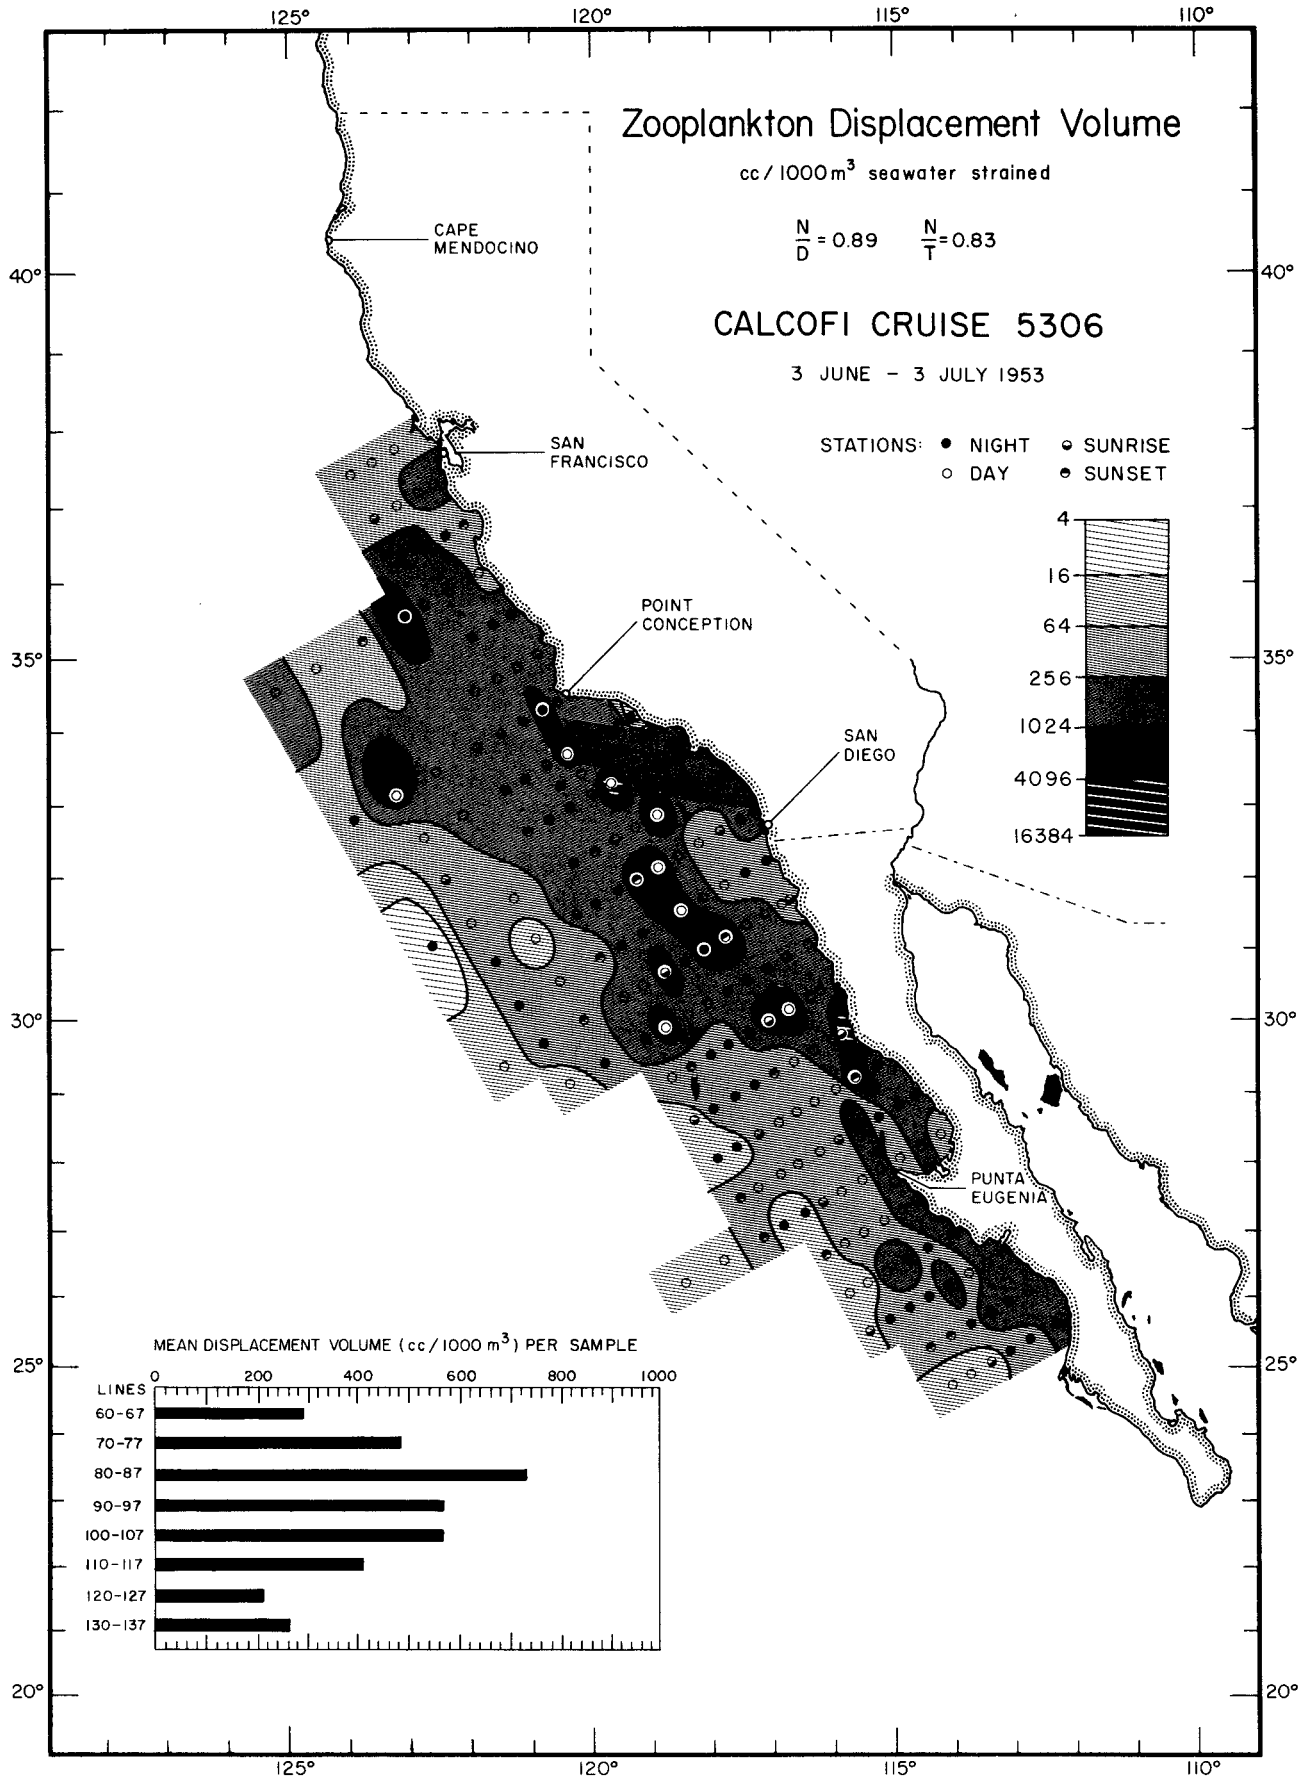 125° 120° 115° 110°
Zooplankton Displacement Volume
cc/1000m³ seawater strained
N/D = 0.89 N/T = 0.83
CAPE
MENDOCINO
40° 40°
CALCOFI CRUISE 5306
3 JUNE – 3 JULY 1953
STATIONS: ● NIGHT ◒ SUNRISE
○ DAY ◓ SUNSET
SAN
FRANCISCO
4
16
64
256
1024
4096
16384
POINT
CONCEPTION
35° 35°
SAN
DIEGO
30° 30°
PUNTA
EUGENIA
25° 25°
MEAN DISPLACEMENT VOLUME (cc/1000 m³) PER SAMPLE
LINES 0 200 400 600 800 1000
60-67
70-77
80-87
90-97
100-107
110-117
120-127
130-137
20° 20°
125° 120° 115° 110°